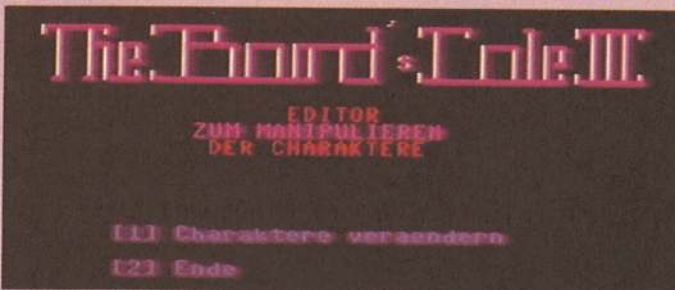 The Bard's Tale III
EDITOR
ZUM MANIPULIEREN
DER CHARAKTERE
[1] Charaktere veraendern
[2] Ende